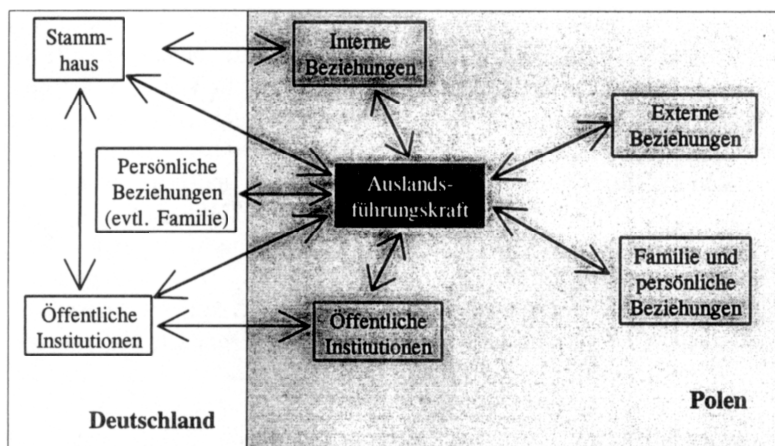 Stamm-
haus
Interne
Beziehungen
Externe
Beziehungen
Persönliche
Beziehungen
(evtl. Familie)
Auslands-
führungskraft
Familie und
persönliche
Beziehungen
Öffentliche
Institutionen
Öffentliche
Institutionen
Deutschland
Polen